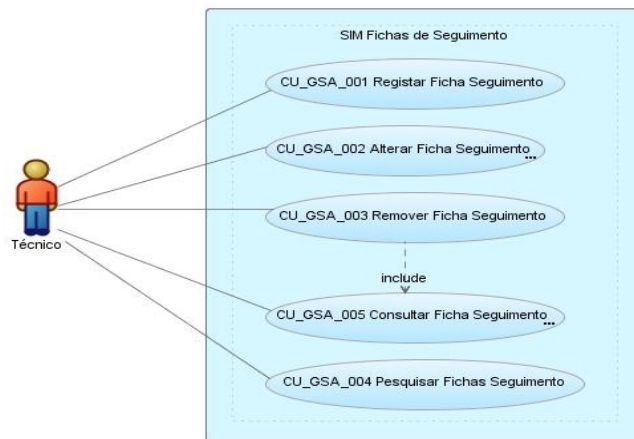 SIM Fichas de Seguimento
CU_GSA_001 Registar Ficha Seguimento
CU_GSA_002 Alterar Ficha Seguimento
...
CU_GSA_003 Remover Ficha Seguimento
Técnico
include
CU_GSA_005 Consultar Ficha Seguimento
...
CU_GSA_004 Pesquisar Fichas Seguimento